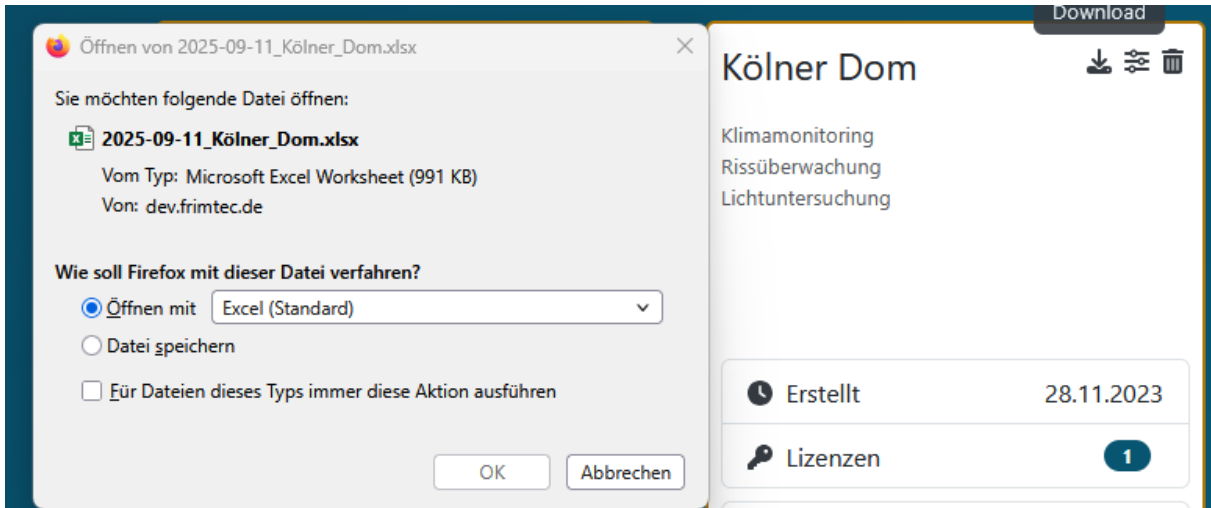 Download
Öffnen von 2025-09-11_Kölner_Dom.xlsx
Sie möchten folgende Datei öffnen:
2025-09-11_Kölner_Dom.xlsx
Vom Typ: Microsoft Excel Worksheet (991 KB)
Von: dev.frimtec.de
Wie soll Firefox mit dieser Datei verfahren?
Öffnen mit Excel (Standard)
Datei speichern
Für Dateien dieses Typs immer diese Aktion ausführen
OK Abbrechen
Kölner Dom
Klimamonitoring
Rissüberwachung
Lichtuntersuchung
Erstellt 28.11.2023
Lizenzen 1